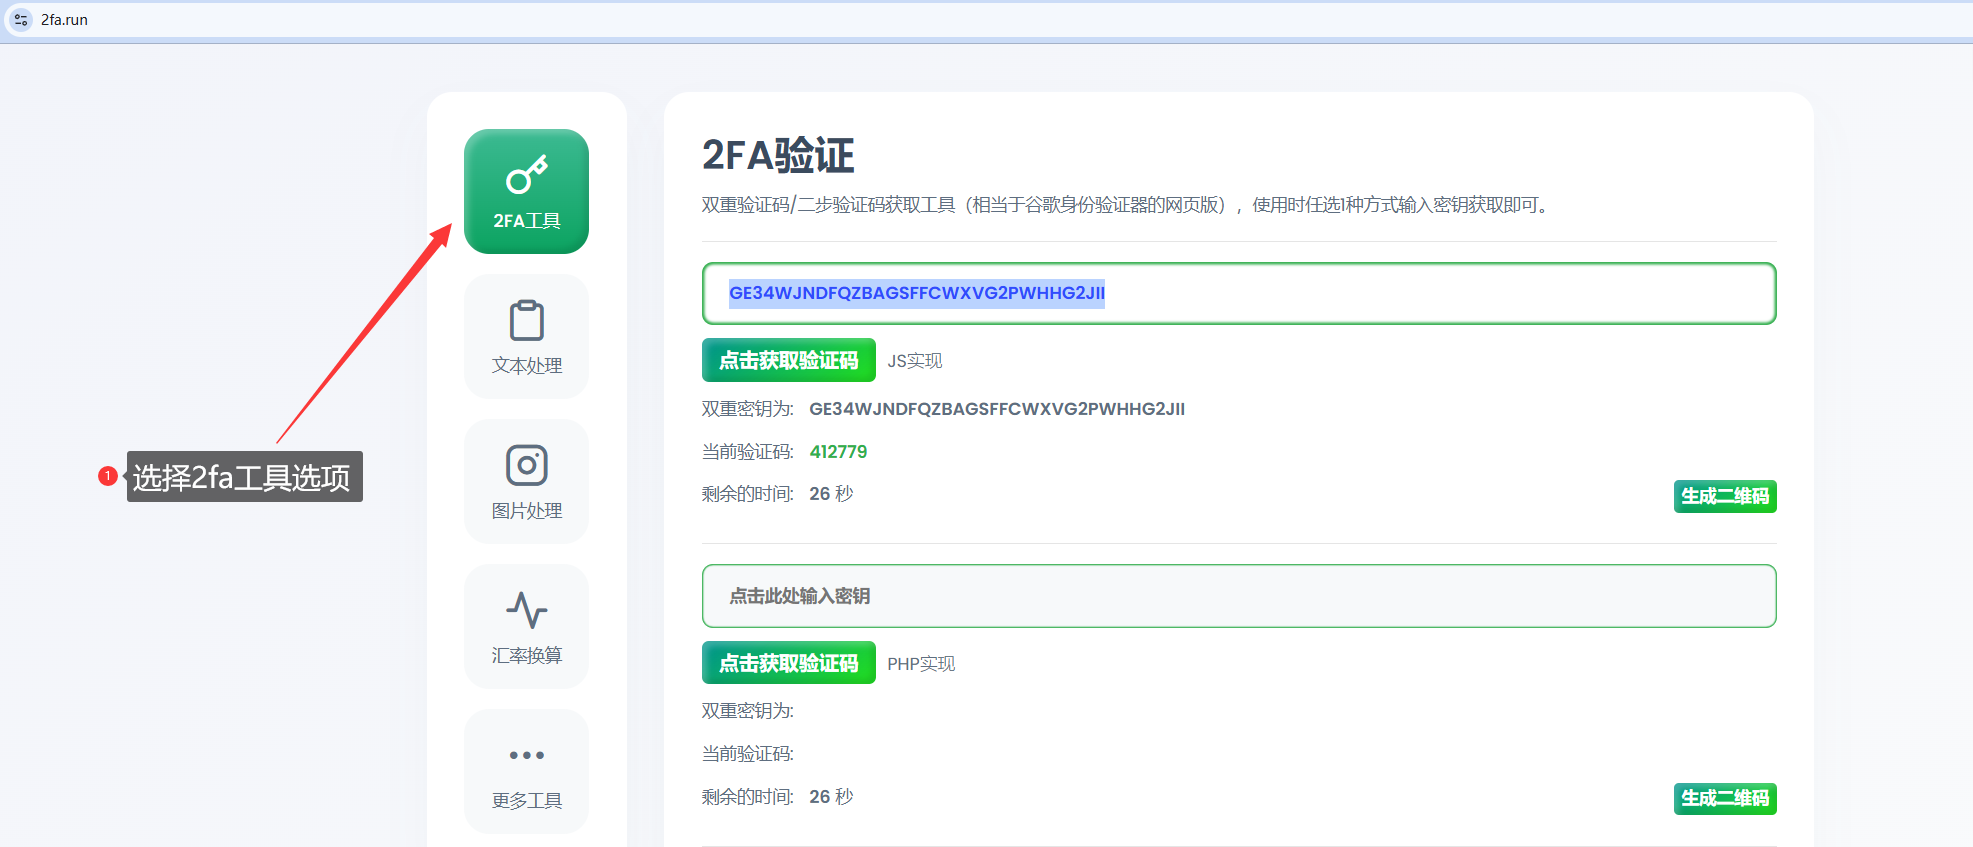 2fa.run
2FA工具
文本处理
图片处理
汇率换算
更多工具
1
选择2fa工具选项
2FA验证
双重验证码/二步验证码获取工具（相当于谷歌身份验证器的网页版），使用时任选1种方式输入密钥获取即可。
GE34WJNDFQZBAGSFFCWXVG2PWHHG2JII
点击获取验证码 JS实现
双重密钥为: GE34WJNDFQZBAGSFFCWXVG2PWHHG2JII
当前验证码: 412779
剩余的时间: 26 秒
生成二维码
点击此处输入密钥
点击获取验证码 PHP实现
双重密钥为:
当前验证码:
剩余的时间: 26 秒
生成二维码